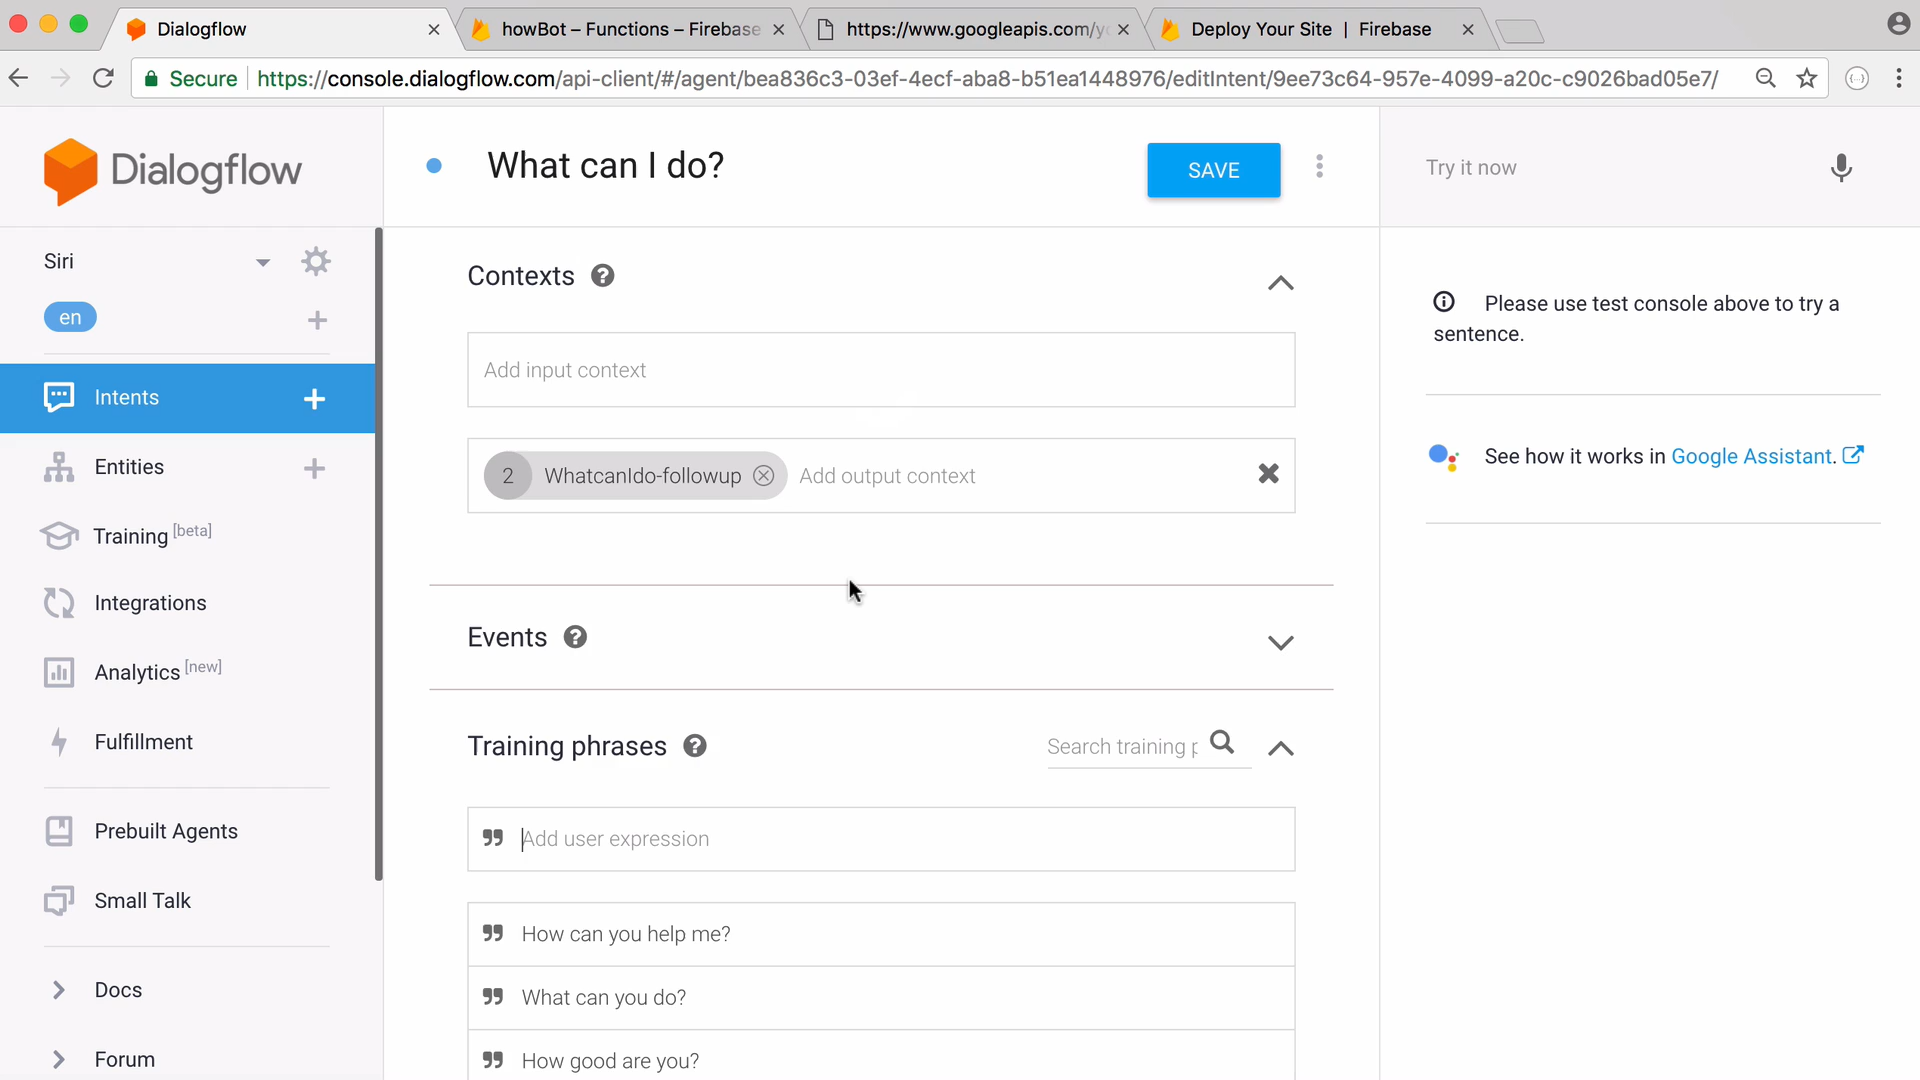 Dialogflow
howBot – Functions – Firebase
https://www.googleapis.com/y
Deploy Your Site | Firebase
Secure
https://console.dialogflow.com/api-client/#/agent/bea836c3-03ef-4ecf-aba8-b51ea1448976/editIntent/9ee73c64-957e-4099-a20c-c9026bad05e7/
Dialogflow
What can I do?
SAVE
Try it now
Siri
en
Intents
Entities
Training [beta]
Integrations
Analytics [new]
Fulfillment
Prebuilt Agents
Small Talk
Docs
Forum
Contexts
Add input context
2 WhatcanIdo-followup Add output context
Events
Training phrases
Search training p
Add user expression
How can you help me?
What can you do?
How good are you?
Please use test console above to try a
sentence.
See how it works in Google Assistant.